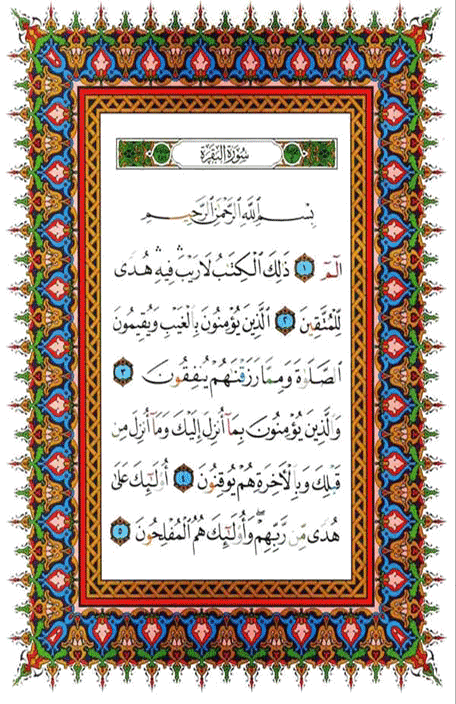 سُورَةُ البَقَرَةِ
بِسْمِ ٱللَّهِ ٱلرَّحْمَٰنِ ٱلرَّحِيمِ
الٓمٓ ١ ذَٰلِكَ ٱلْكِتَٰبُ لَا رَيْبَ ۛ فِيهِ ۛ هُدًى
لِّلْمُتَّقِينَ ٢ ٱلَّذِينَ يُؤْمِنُونَ بِٱلْغَيْبِ وَيُقِيمُونَ
ٱلصَّلَوٰةَ وَمِمَّا رَزَقْنَٰهُمْ يُنفِقُونَ ٣
وَٱلَّذِينَ يُؤْمِنُونَ بِمَآ أُنزِلَ إِلَيْكَ وَمَآ أُنزِلَ مِن
قَبْلِكَ وَبِٱلْأَخِرَةِ هُمْ يُوقِنُونَ ٤ أُو۟لَٰٓئِكَ عَلَىٰ
هُدًى مِّن رَّبِّهِمْ ۖ وَأُو۟لَٰٓئِكَ هُمُ ٱلْمُفْلِحُونَ ٥